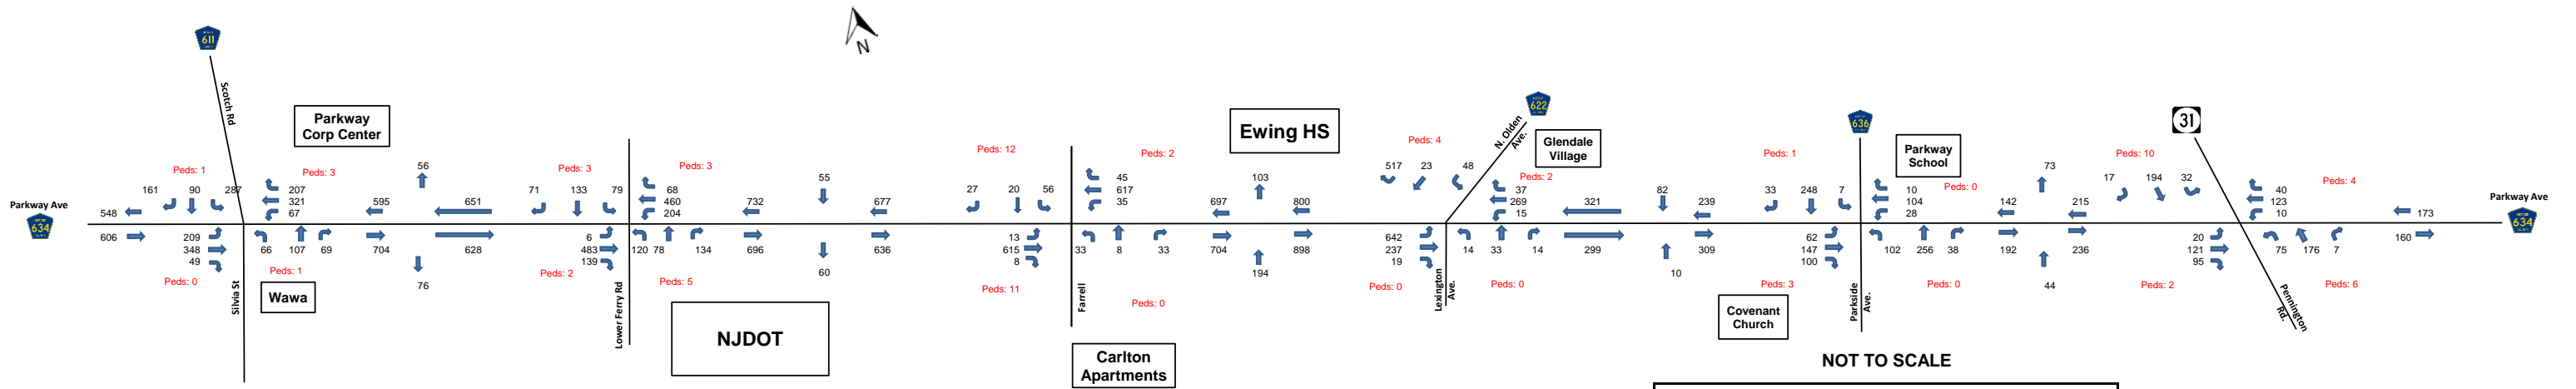 N
611
Scotch Rd
Parkway
Corp Center
Ewing HS
N. Olden
Ave.
622
Glendale
Village
636
Parkway
School
31
Parkway Ave
634
Parkway Ave
634
Peds: 1
161 90 287
Peds: 3
207
321
67
548
606
209
348
49
66 107 69
Peds: 0
Peds: 1
Wawa
Silvia St
595
704
56
76
651
628
Peds: 3
71 133 79
Peds: 3
68
460
204
6
483
139
120 78 134
Peds: 2
Peds: 5
Lower Ferry Rd
NJDOT
732
696
55
60
677
636
Peds: 12
27 20 56
Peds: 2
45
617
35
13
615
8
33 8 33
Peds: 11
Peds: 0
Farrell
Carlton
Apartments
697
704
103
194
800
898
Peds: 4
517 23 48
Peds: 2
37
269
15
642
237
19
14 33 14
Peds: 0
Peds: 0
Lexington
Ave.
321
299
82
10
239
309
Peds: 1
33 248 7
Peds: 0
10
104
28
62
147
100
102 256 38
Peds: 3
Peds: 0
Covenant
Church
Parkside
Ave.
142
192
73
44
215
236
Peds: 10
17 194 32
Peds: 4
40
123
10
20
121
95
75 176 7
Peds: 2
Peds: 6
Pennington
Rd.
173
160
NOT TO SCALE